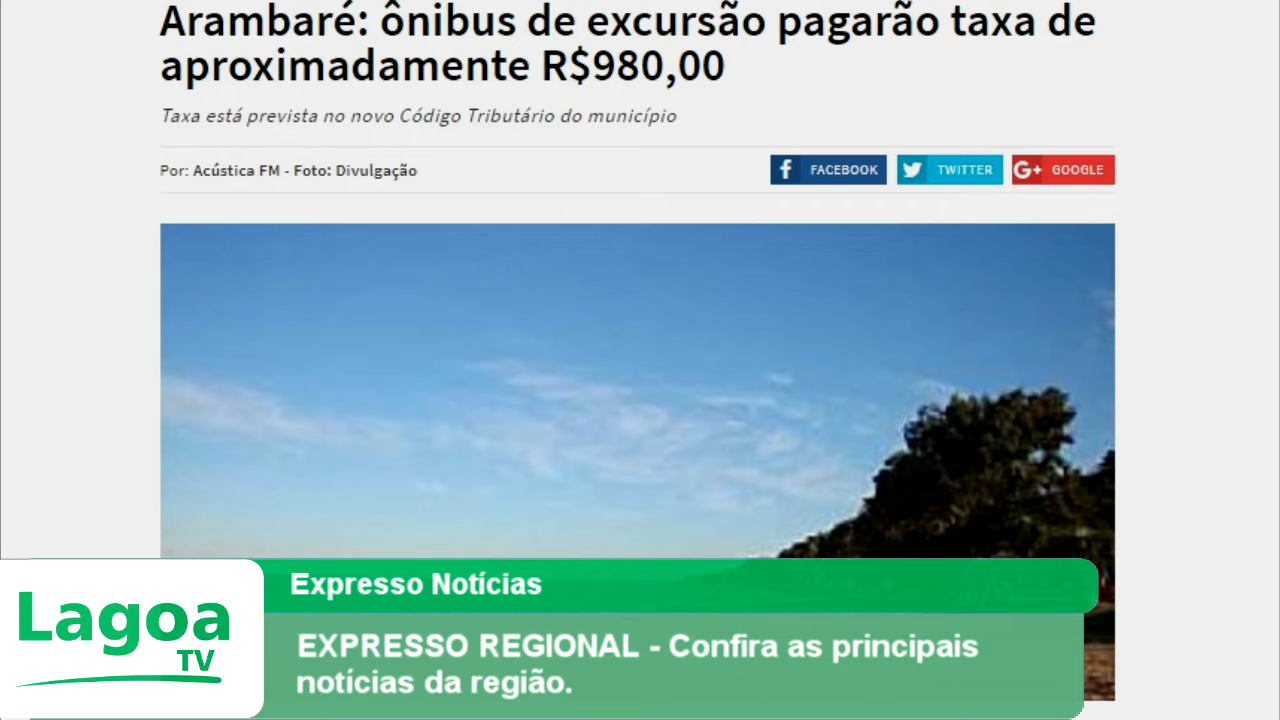 Arambaré: ônibus de excursão pagarão taxa de
aproximadamente R$980,00
Taxa está prevista no novo Código Tributário do município
Por: Acústica FM - Foto: Divulgação
FACEBOOK
TWITTER
G+ GOOGLE
Expresso Notícias
EXPRESSO REGIONAL - Confira as principais
notícias da região.
Lagoa
TV